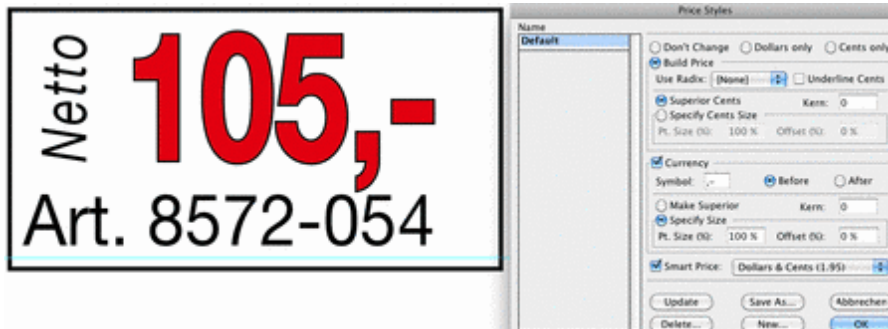 Netto
105,-
Art. 8572-054
Price Styles
Name
Default
Don't Change Dollars only Cents only
Build Price
Use Radix: [None] Underline Cents
Superior Cents Kern: 0
Specify Cents Size
Pt. Size (%): 100 % Offset (%): 0 %
Currency
Symbol: ,- Before After
Make Superior Kern: 0
Specify Size
Pt. Size (%): 100 % Offset (%): 0 %
Smart Price: Dollars & Cents (1.95)
Update Save As... Abbrechen
Delete... New... OK